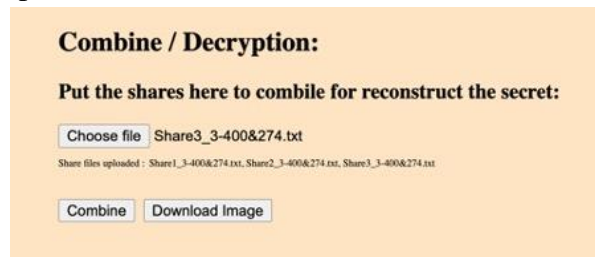 Combine / Decryption:
Put the shares here to combile for reconstruct the secret:
Choose file Share3_3-400&274.txt
Share files uploaded : Share1_3-400&274.txt, Share2_3-400&274.txt, Share3_3-400&274.txt
Combine Download Image